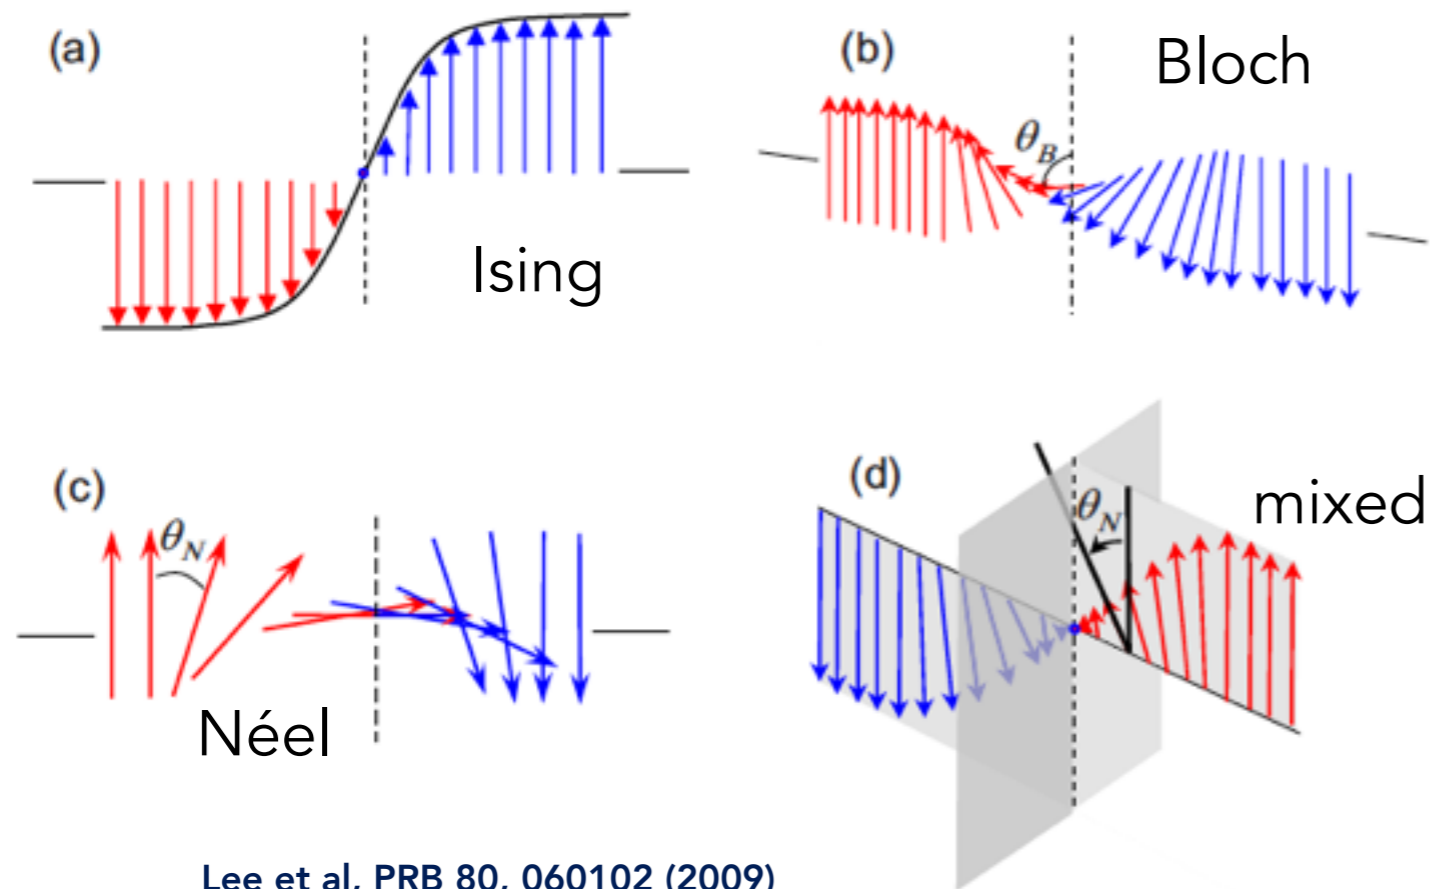 (a)
Ising
(b)
Bloch
θB
(c)
θN
Néel
(d)
θN
mixed
Lee et al, PRB 80, 060102 (2009)